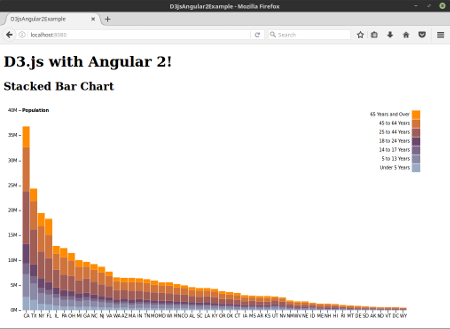 D3jsAngular2Example - Mozilla Firefox
D3jsAngular2Example
localhost:8080
Search
D3.js with Angular 2!
Stacked Bar Chart
40M Population
35M
30M
25M
20M
15M
10M
5M
0M
65 Years and Over
45 to 64 Years
25 to 44 Years
18 to 24 Years
14 to 17 Years
5 to 13 Years
Under 5 Years
CA TX NY FL IL PA OH MI GA NC NJ VA WA AZ MA IN TN MO MD WI MN CO AL SC LA KY OR OK CT IA MS AR KS UT NV NM WV NE ID ME NH HI RI MT DE SD AK ND VT DC WY